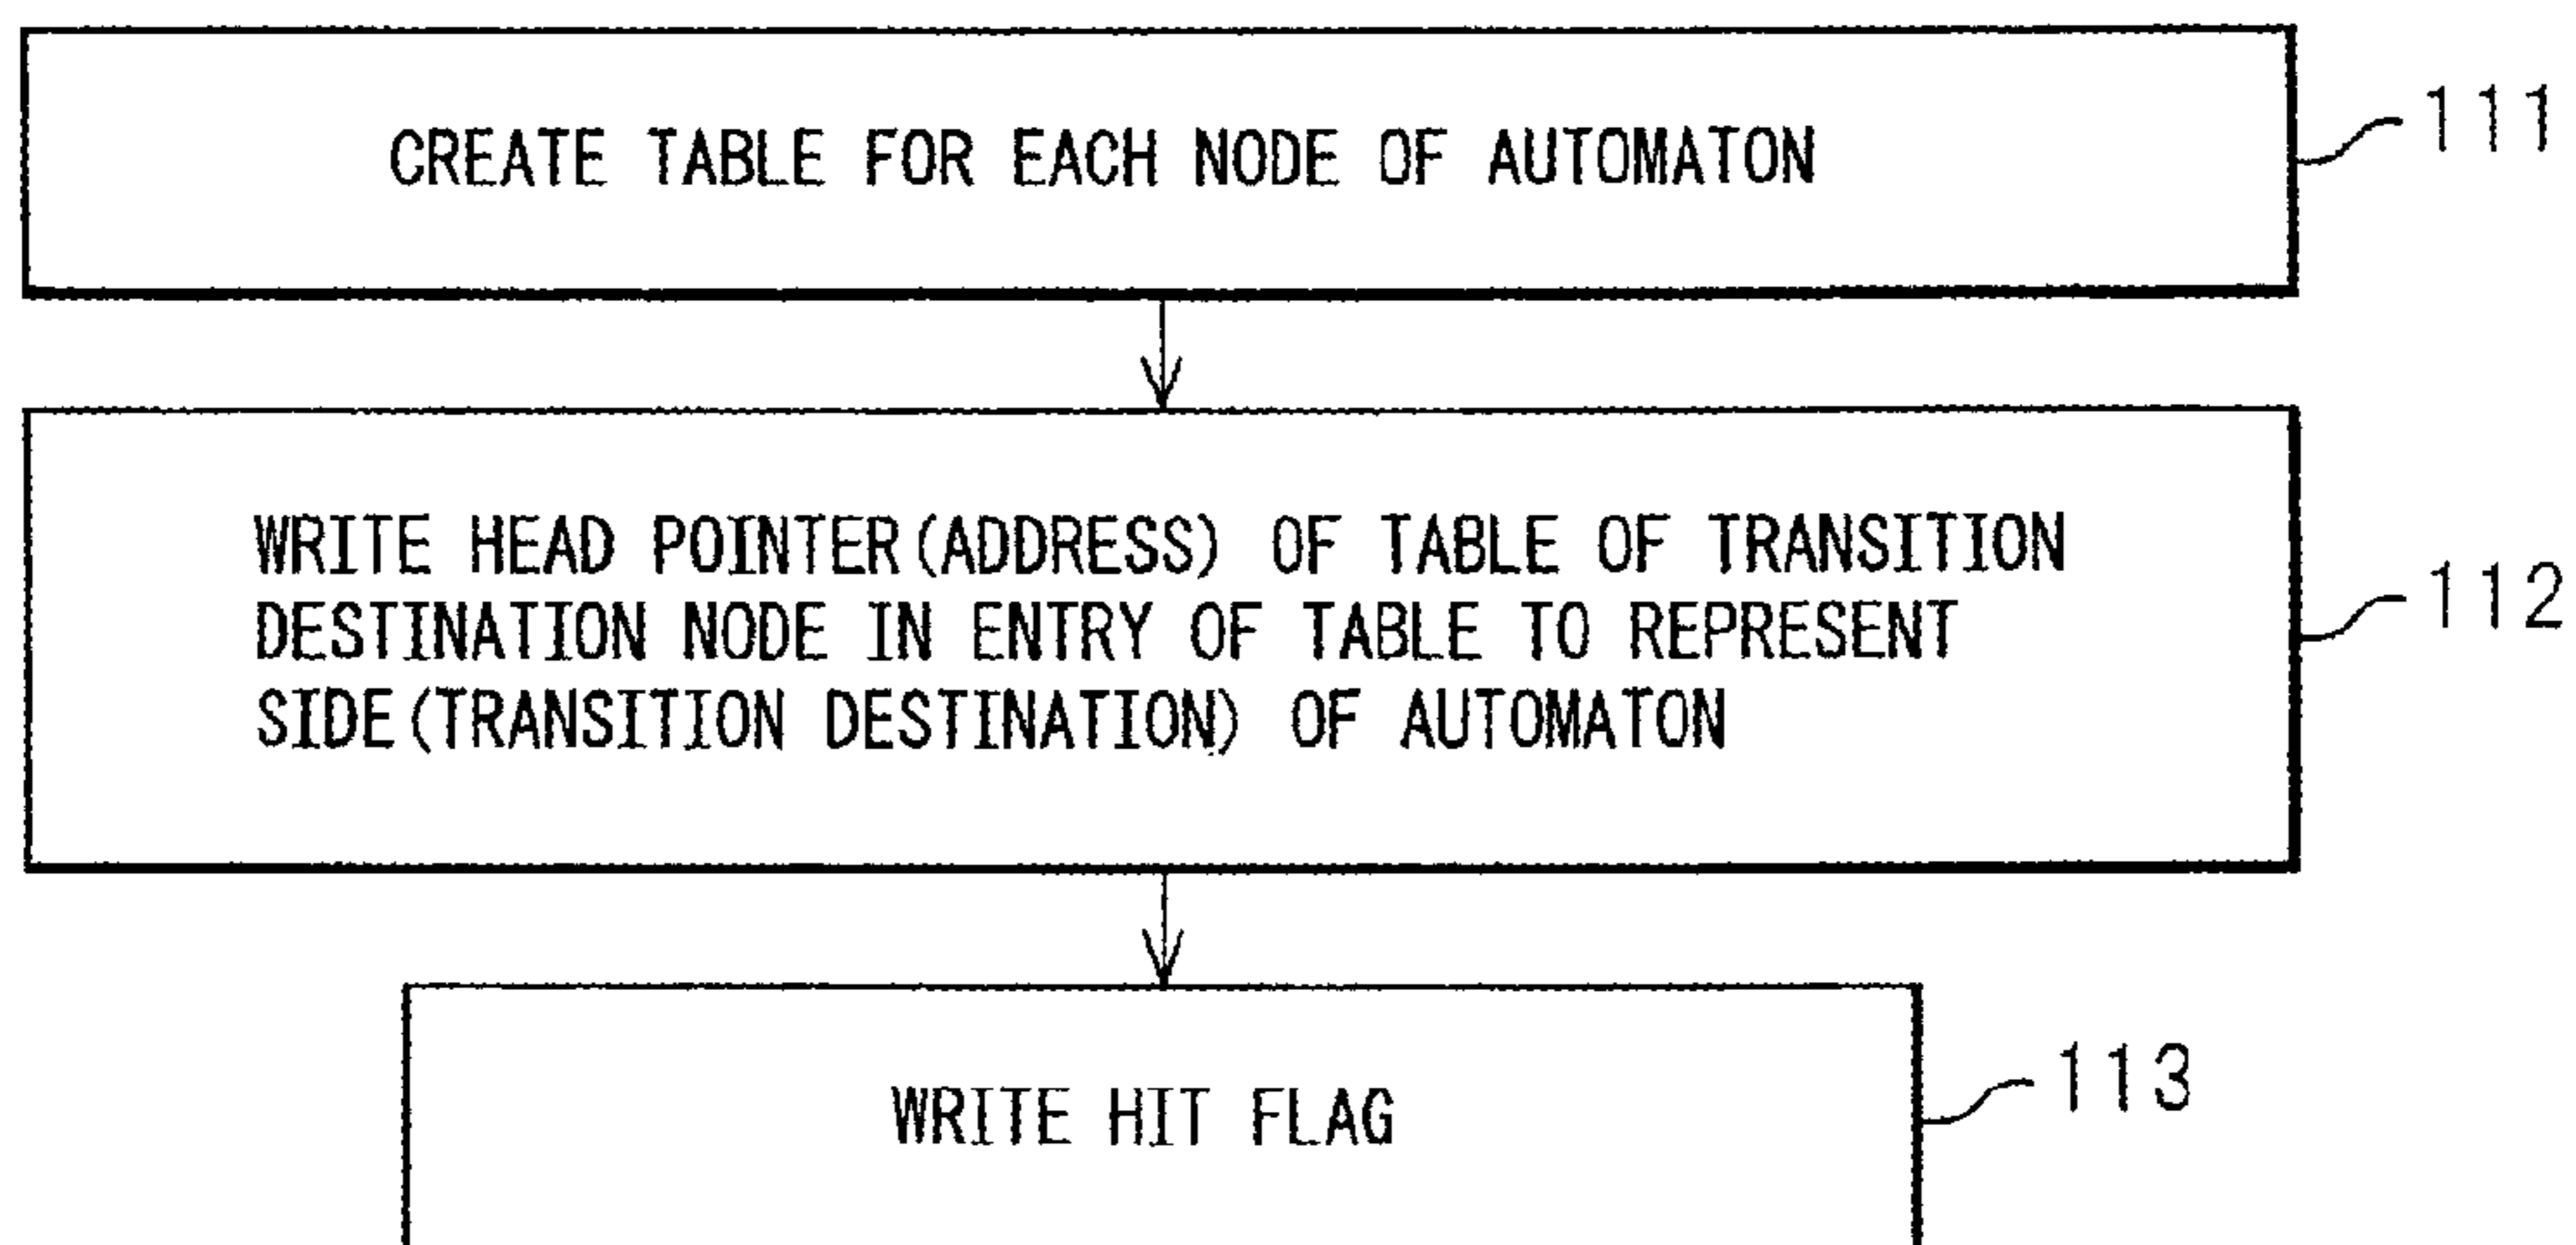 CREATE TABLE FOR EACH NODE OF AUTOMATON
111
WRITE HEAD POINTER(ADDRESS) OF TABLE OF TRANSITION
DESTINATION NODE IN ENTRY OF TABLE TO REPRESENT
SIDE(TRANSITION DESTINATION) OF AUTOMATON
112
WRITE HIT FLAG
113